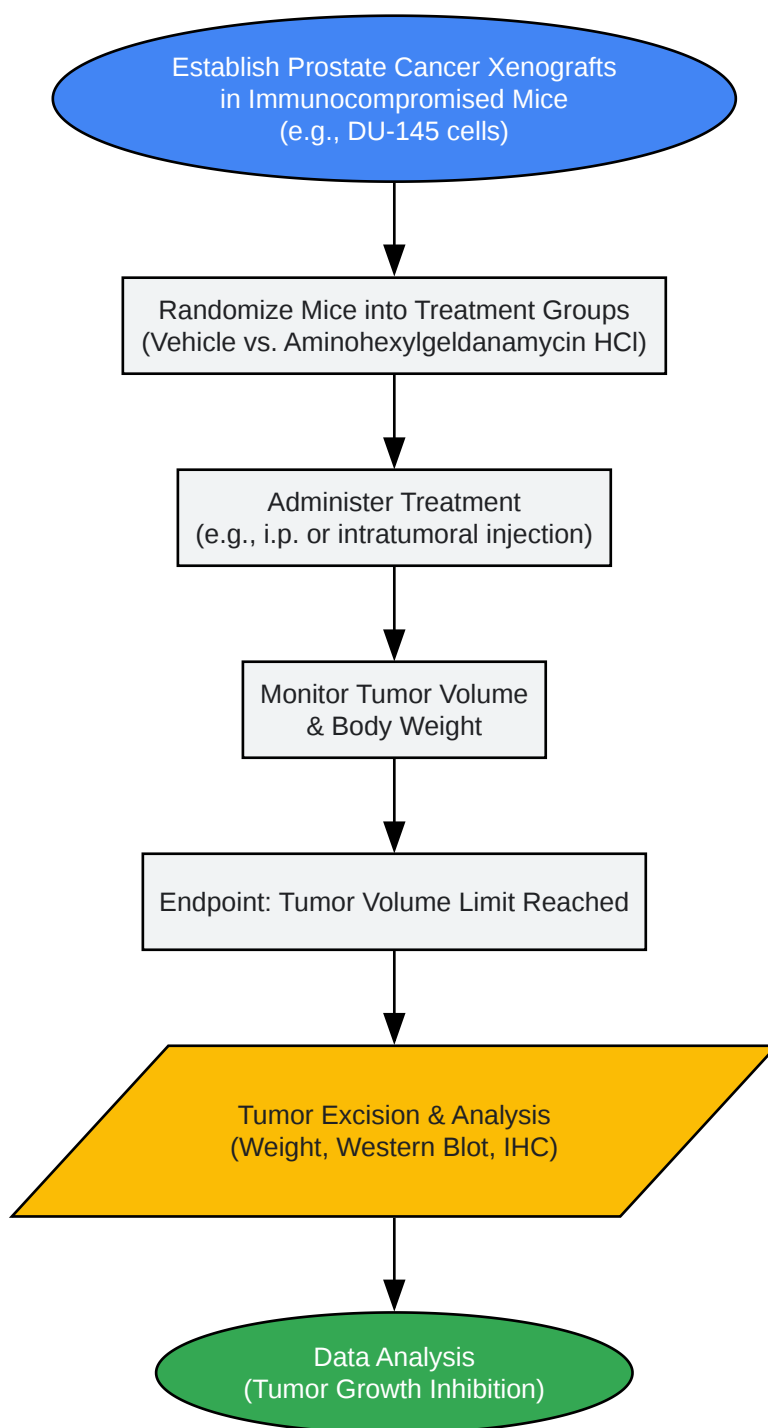 Establish Prostate Cancer Xenografts
in Immunocompromised Mice
(e.g., DU-145 cells)
Randomize Mice into Treatment Groups
(Vehicle vs. Aminohexylgeldanamycin HCl)
Administer Treatment
(e.g., i.p. or intratumoral injection)
Monitor Tumor Volume
& Body Weight
Endpoint: Tumor Volume Limit Reached
Tumor Excision & Analysis
(Weight, Western Blot, IHC)
Data Analysis
(Tumor Growth Inhibition)